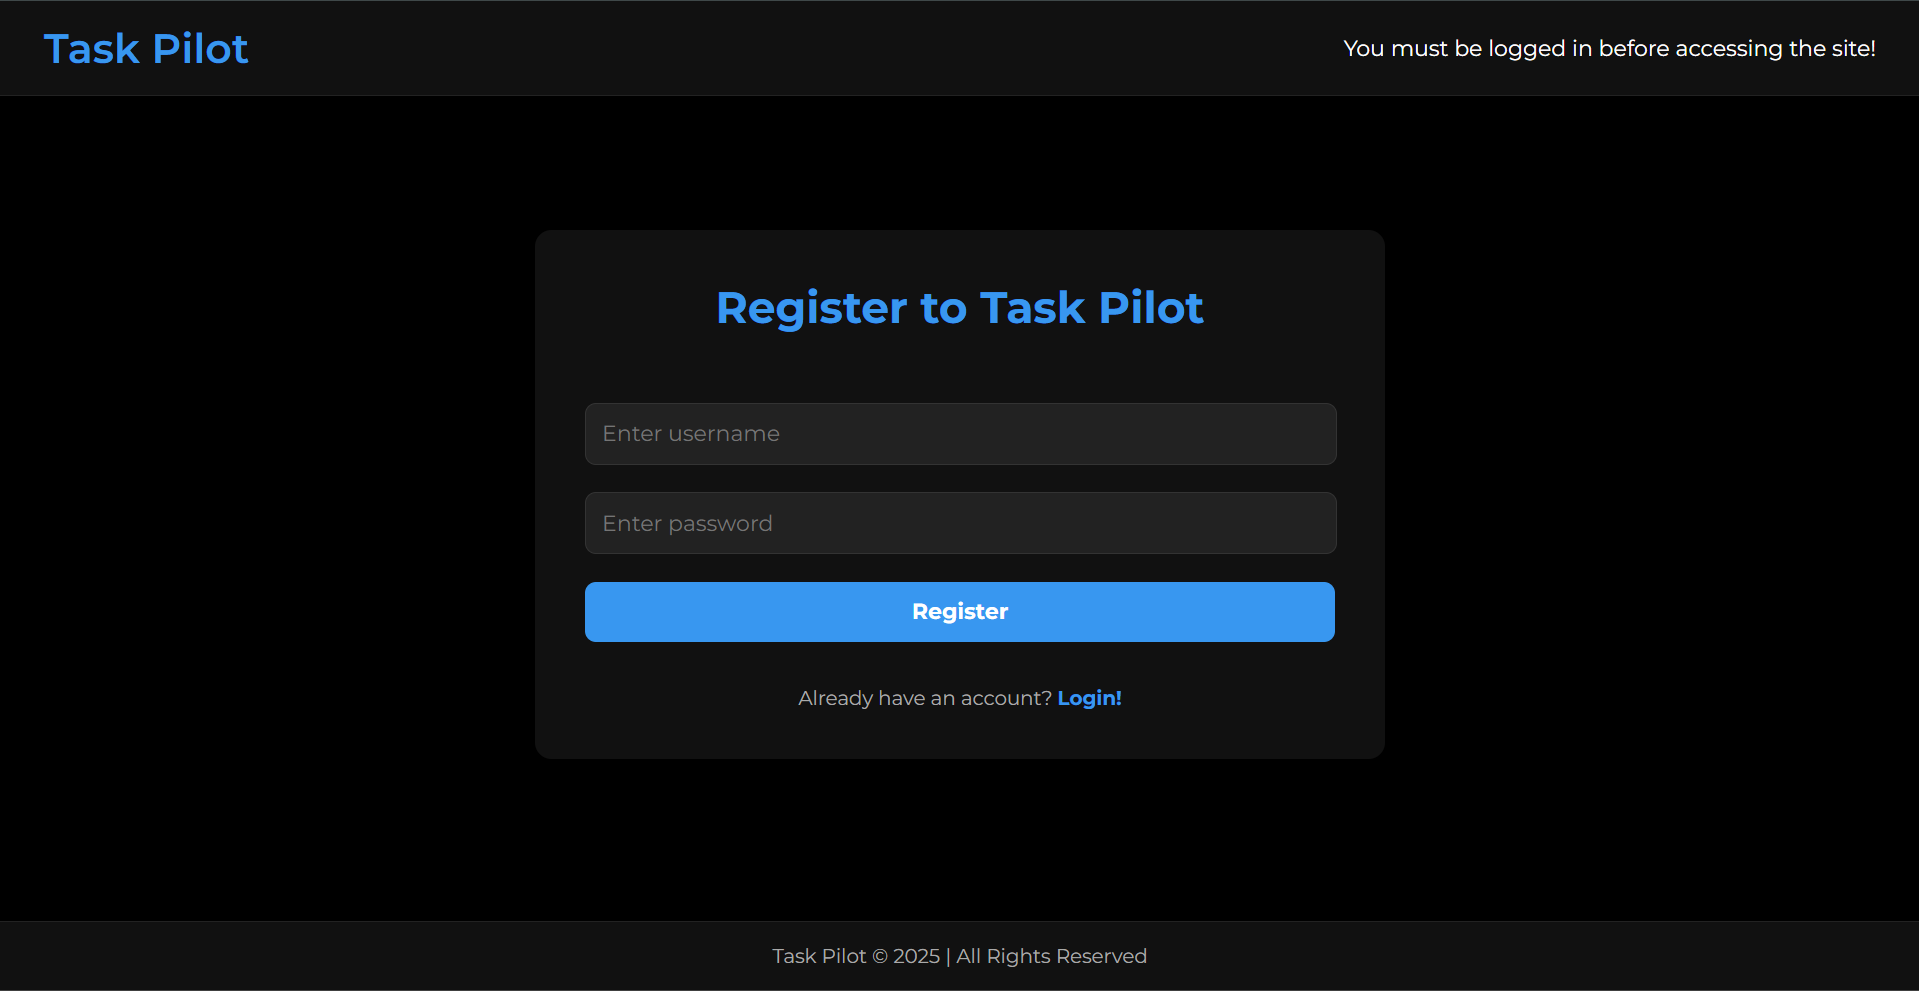 Task Pilot
You must be logged in before accessing the site!
Register to Task Pilot
Enter username
Enter password
Register
Already have an account? Login!
Task Pilot © 2025 | All Rights Reserved